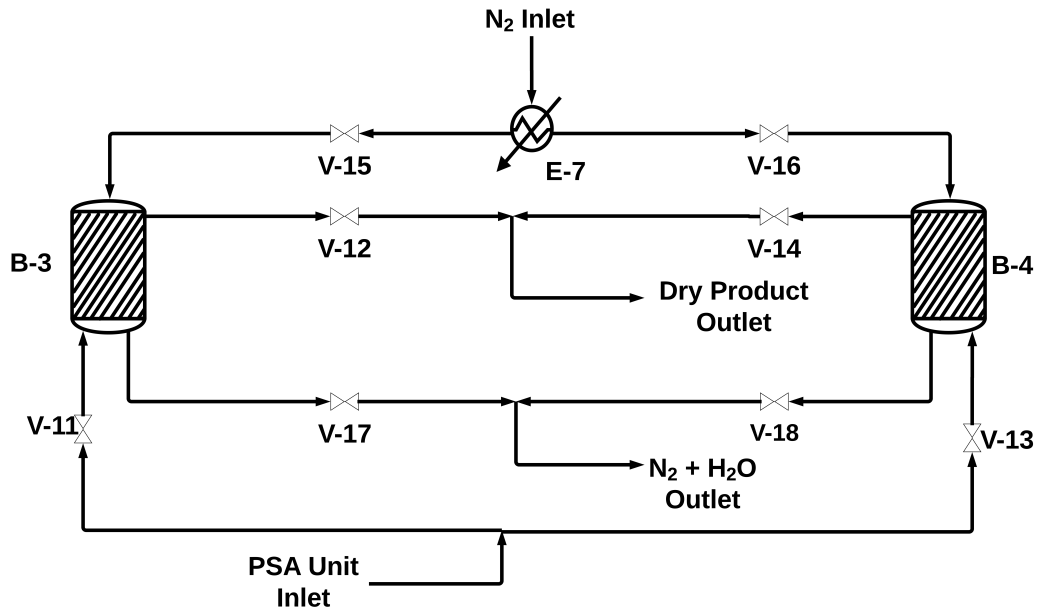 N₂ Inlet
V-15
E-7
V-16
V-12
V-14
B-3
B-4
Dry Product
Outlet
V-11
V-17
V-18
V-13
N₂ + H₂O
Outlet
PSA Unit
Inlet